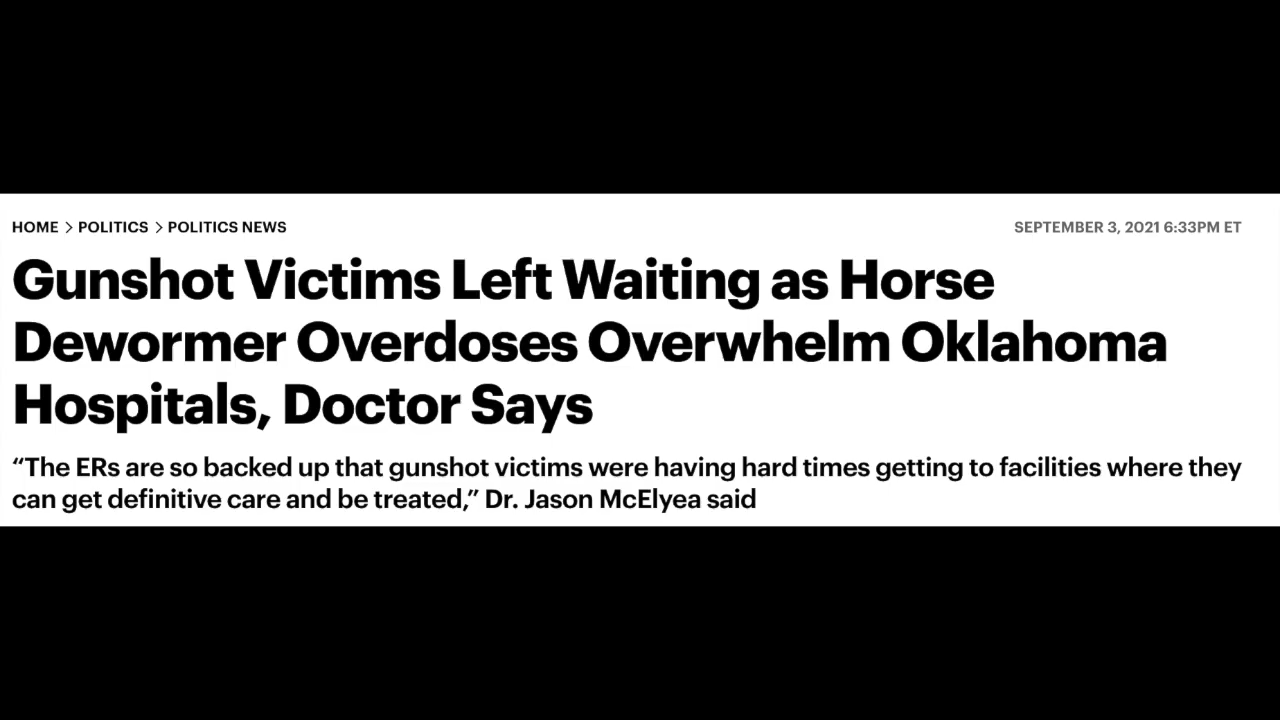 HOME > POLITICS > POLITICS NEWS
SEPTEMBER 3, 2021 6:33PM ET
Gunshot Victims Left Waiting as Horse
Dewormer Overdoses Overwhelm Oklahoma
Hospitals, Doctor Says
“The ERs are so backed up that gunshot victims were having hard times getting to facilities where they
can get definitive care and be treated,” Dr. Jason McElyea said